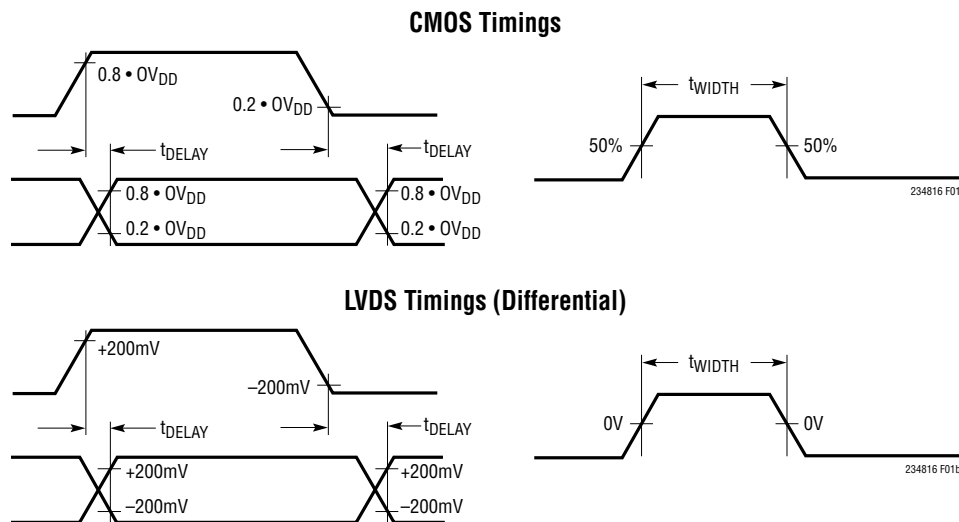 CMOS Timings
0.8 • OVDD
0.2 • OVDD
tDELAY
tDELAY
0.8 • OVDD
0.8 • OVDD
0.2 • OVDD
0.2 • OVDD
tWIDTH
50%
50%
234816 F01
LVDS Timings (Differential)
+200mV
–200mV
tDELAY
tDELAY
+200mV
+200mV
–200mV
–200mV
tWIDTH
0V
0V
234816 F01b